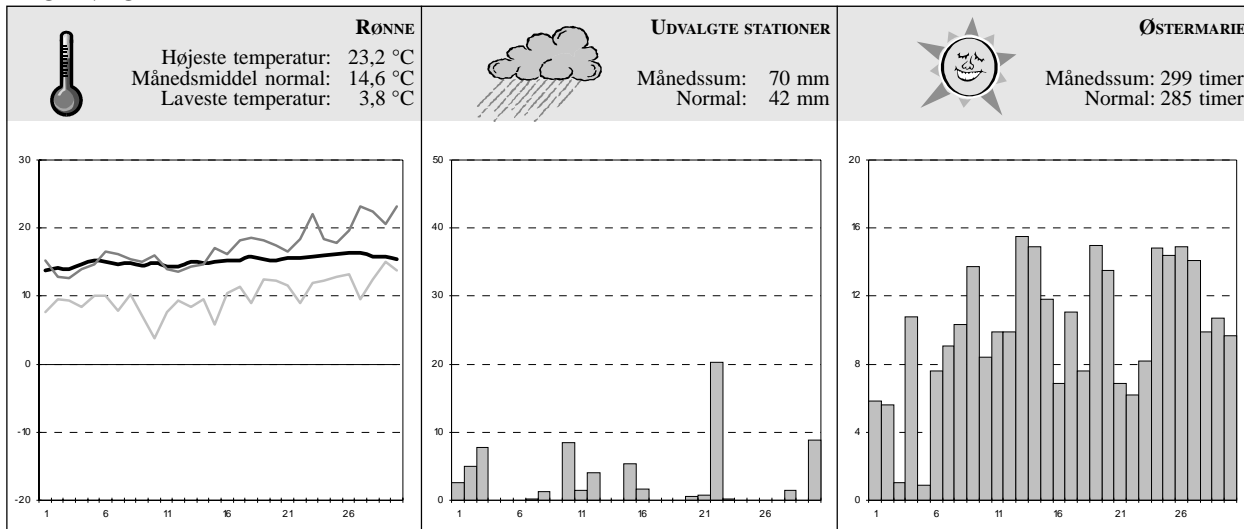 RØNNE
Højeste temperatur: 23,2 °C
Månedsmiddel normal: 14,6 °C
Laveste temperatur: 3,8 °C
30
20
10
0
-10
-20
1 6 11 16 21 26
UDVALGTE STATIONER
Månedssum: 70 mm
Normal: 42 mm
50
40
30
20
10
0
1 6 11 16 21 26
ØSTERMARIE
Månedssum: 299 timer
Normal: 285 timer
20
16
12
8
4
0
1 6 11 16 21 26